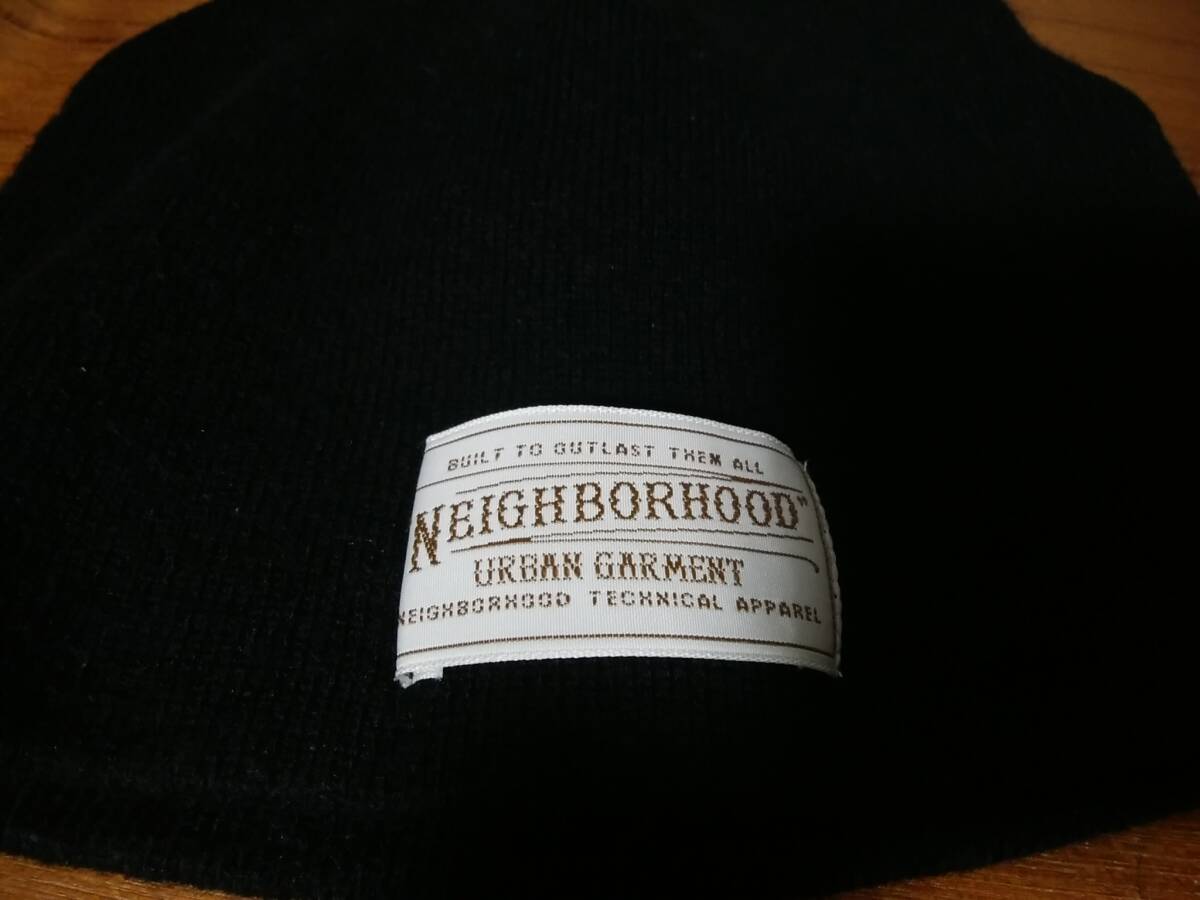 BUILT TO OUTLAST THEM ALL
NEIGHBORHOOD
URBAN GARMENT
NEIGHBORHOOD TECHNICAL APPAREL